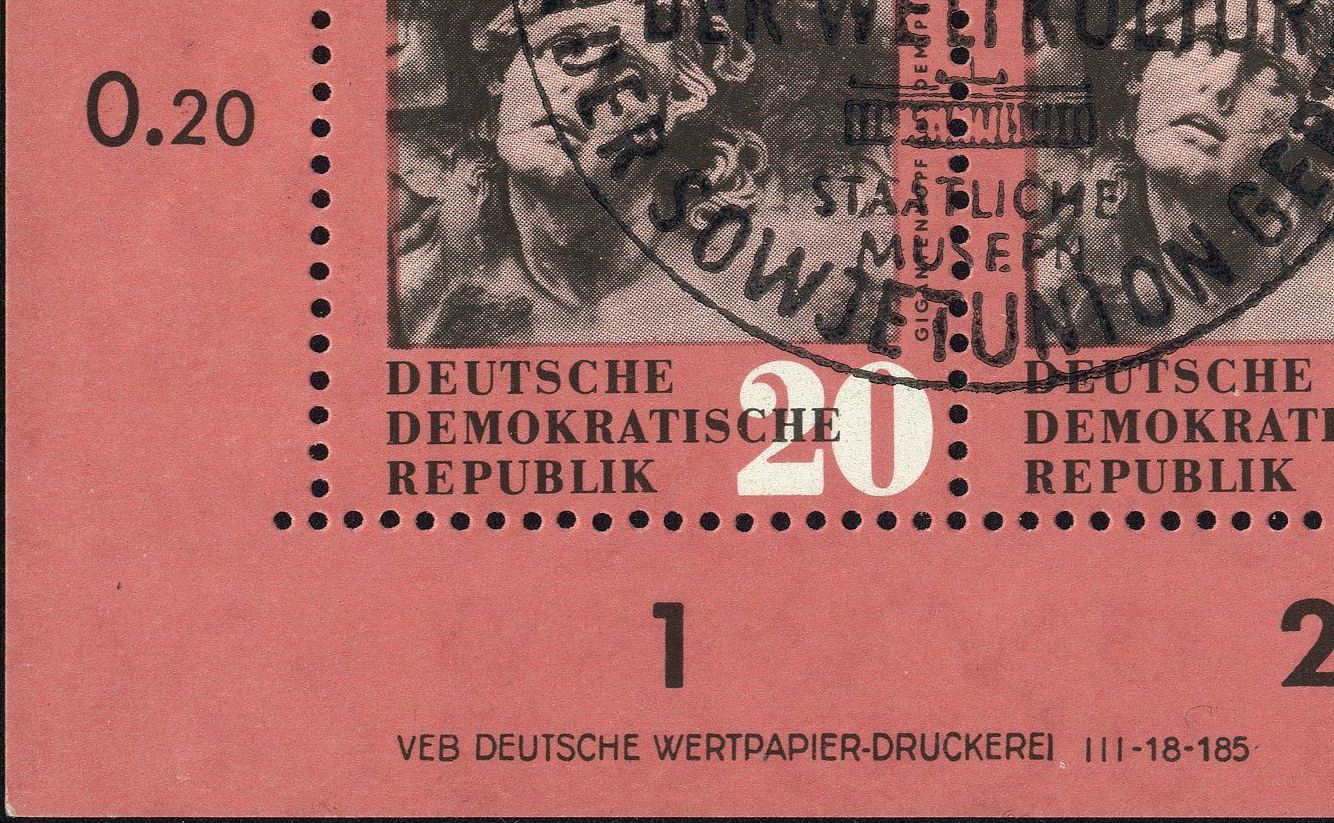 0.20
DER WELTKULTUR
STAATLICHE
MUSEEN
DER SOWJETUNION
DEUTSCHE
DEMOKRATISCHE
REPUBLIK
20
DEUTSCHE
DEMOKRATI
REPUBLIK
1
2
VEB DEUTSCHE WERTPAPIER-DRUCKEREI III-18-185